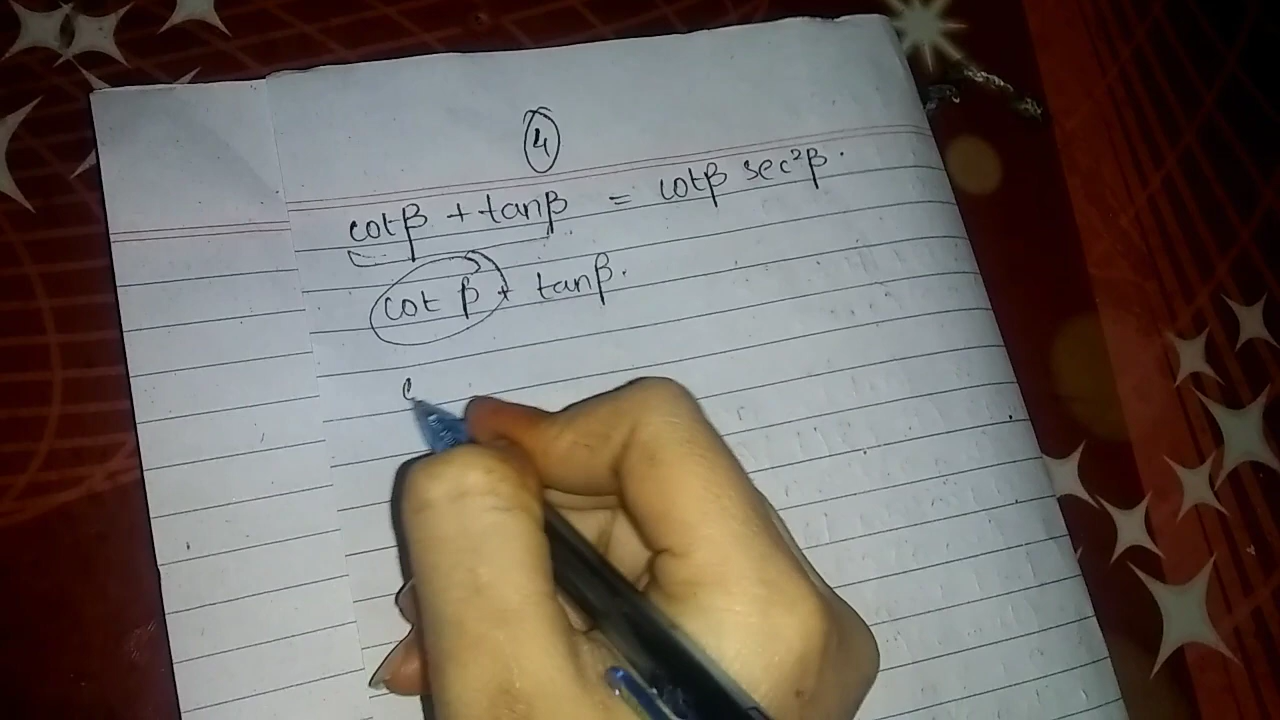 4
cotβ + tanβ = cotβ sec²β.
cot β + tanβ.
c